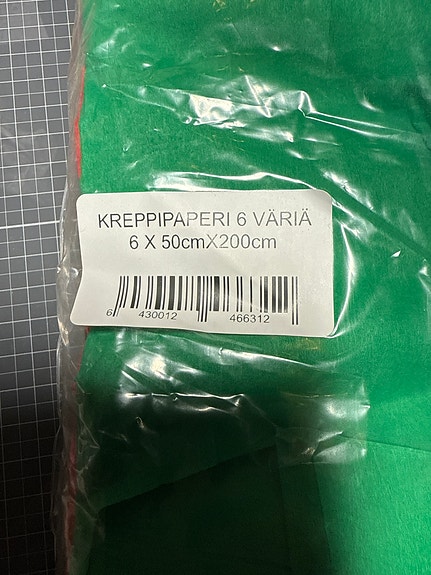 KREPPIPAPERI 6 VÄRIÄ
6 X 50cmX200cm
6 430012 466312